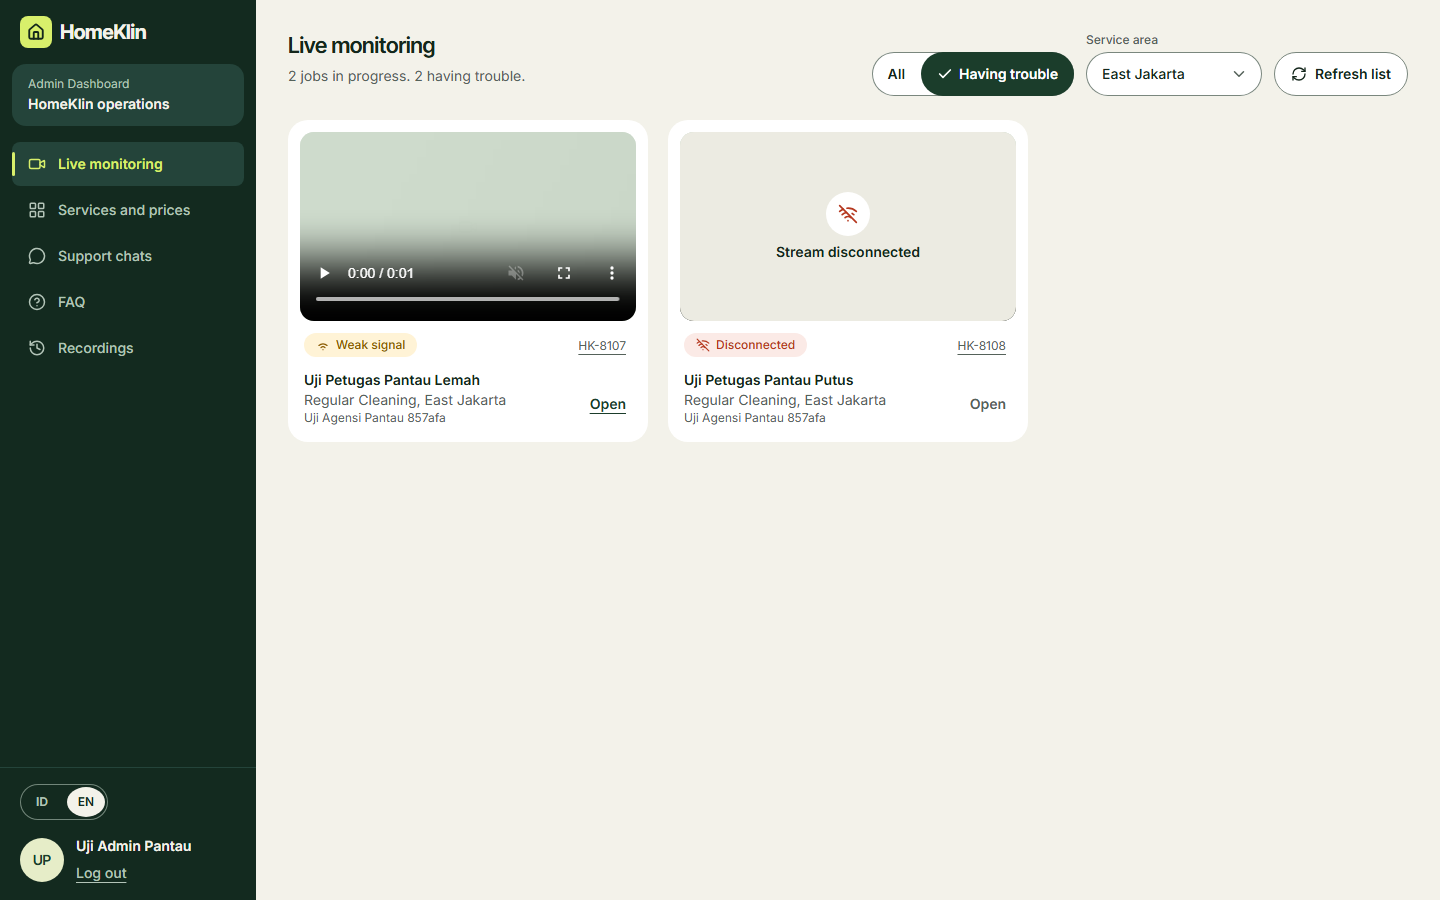 HomeKlin
Admin Dashboard
HomeKlin operations
Live monitoring
Services and prices
Support chats
FAQ
Recordings
ID EN
UP
Uji Admin Pantau
Log out
Live monitoring
2 jobs in progress. 2 having trouble.
All
Having trouble
Service area
East Jakarta
Refresh list
0:00 / 0:01
Weak signal
HK-8107
Uji Petugas Pantau Lemah
Regular Cleaning, East Jakarta
Uji Agensi Pantau 857afa
Open
Stream disconnected
Disconnected
HK-8108
Uji Petugas Pantau Putus
Regular Cleaning, East Jakarta
Uji Agensi Pantau 857afa
Open